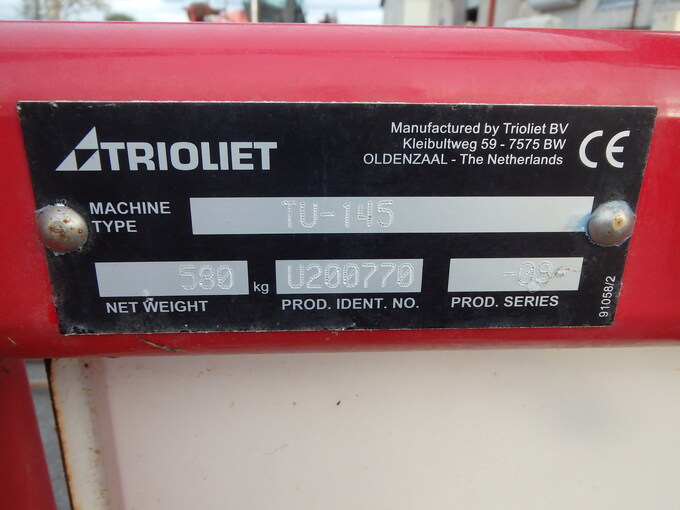 TRIOLIET
Manufactured by Trioliet BV
Kleibultweg 59 - 7575 BW
OLDENZAAL - The Netherlands
CE
MACHINE TYPE
TU-145
580 kg
NET WEIGHT
U200770
PROD. IDENT. NO.
PROD. SERIES
91058/2